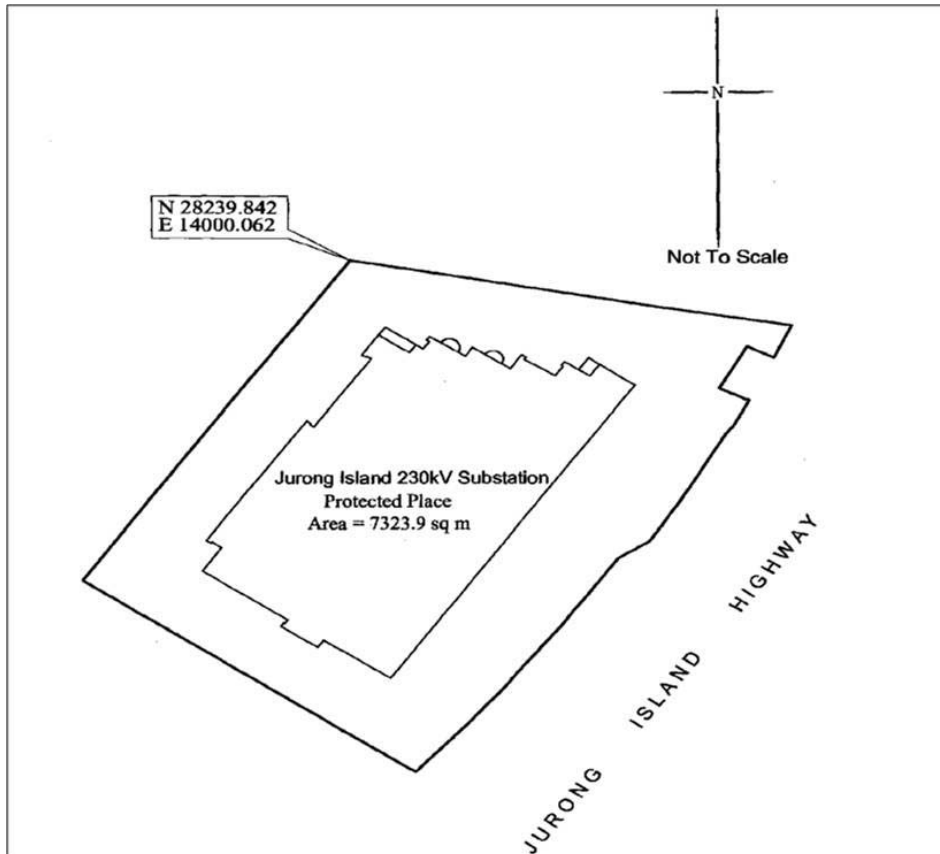 N
Not To Scale
N 28239.842
E 14000.062
Jurong Island 230kV Substation
Protected Place
Area = 7323.9 sq m
JURONG ISLAND HIGHWAY